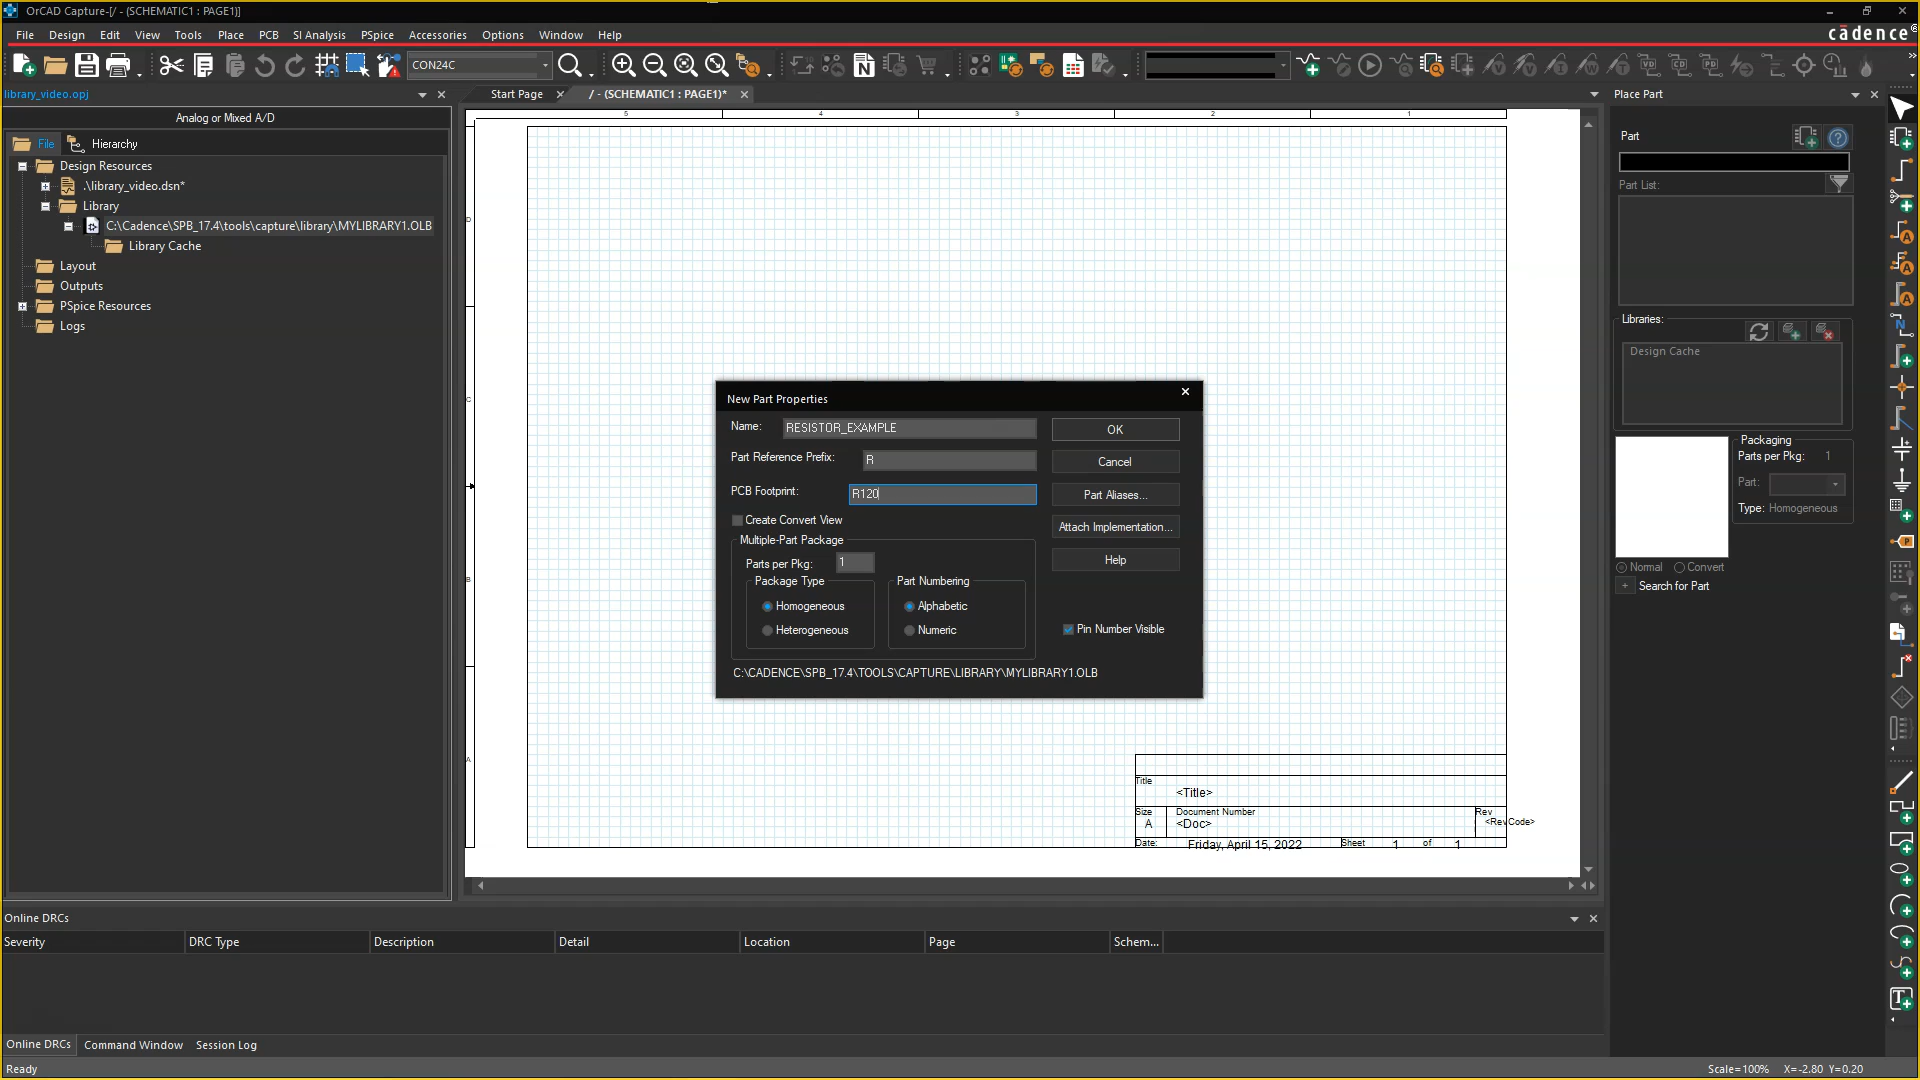 OrCAD Capture-[/ - (SCHEMATIC1 : PAGE1)]
File Design Edit View Tools Place PCB SI Analysis PSpice Accessories Options Window Help
cādence®
CON24C
library_video.opj
Start Page
/ - (SCHEMATIC1 : PAGE1)*
Place Part
Analog or Mixed A/D
File Hierarchy
Design Resources
.\library_video.dsn*
Library
C:\Cadence\SPB_17.4\tools\capture\library\MYLIBRARY1.OLB
Library Cache
Layout
Outputs
PSpice Resources
Logs
5 4 3 2 1
D
C
B
A
New Part Properties
Name: RESISTOR_EXAMPLE
OK
Part Reference Prefix: R
Cancel
PCB Footprint: R120
Part Aliases...
Create Convert View
Attach Implementation...
Multiple-Part Package
Parts per Pkg: 1
Help
Package Type
Homogeneous
Heterogeneous
Part Numbering
Alphabetic
Numeric
Pin Number Visible
C:\CADENCE\SPB_17.4\TOOLS\CAPTURE\LIBRARY\MYLIBRARY1.OLB
Title
<Title>
Size Document Number Rev
A <Doc> <RevCode>
Date: Friday, April 15, 2022 Sheet 1 of 1
Part
Part List:
Libraries:
Design Cache
Packaging
Parts per Pkg: 1
Part:
Type: Homogeneous
Normal Convert
Search for Part
Online DRCs
Severity DRC Type Description Detail Location Page Schem...
Online DRCs Command Window Session Log
Ready
Scale=100% X=-2.80 Y=0.20